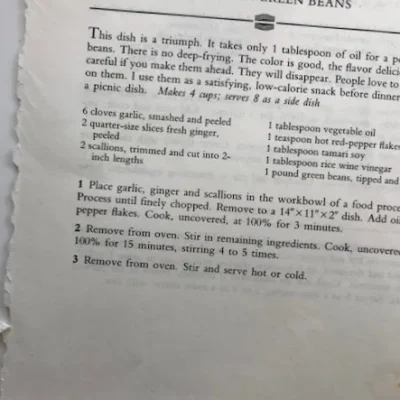 GREEN BEANS
This dish is a triumph. It takes only 1 tablespoon of oil for a
beans. There is no deep-frying. The color is good, the flavor
careful if you make them ahead. They will disappear. People love to
on them. I use them as a satisfying, low-calorie snack before dinner
a picnic dish. Makes 4 cups; serves 8 as a side dish
6 cloves garlic, smashed and peeled
2 quarter-size slices fresh ginger,
peeled
2 scallions, trimmed and cut into 2-
inch lengths
1 tablespoon vegetable oil
1 teaspoon hot red-pepper flakes
1 tablespoon tamari soy
1 tablespoon rice wine vinegar
1 pound green beans, tipped and
1 Place garlic, ginger and scallions in the workbowl of a food
Process until finely chopped. Remove to a 14"×11"×2" dish. Add
pepper flakes. Cook, uncovered, at 100% for 3 minutes.
2 Remove from oven. Stir in remaining ingredients. Cook,
100% for 15 minutes, stirring 4 to 5 times.
3 Remove from oven. Stir and serve hot or cold.